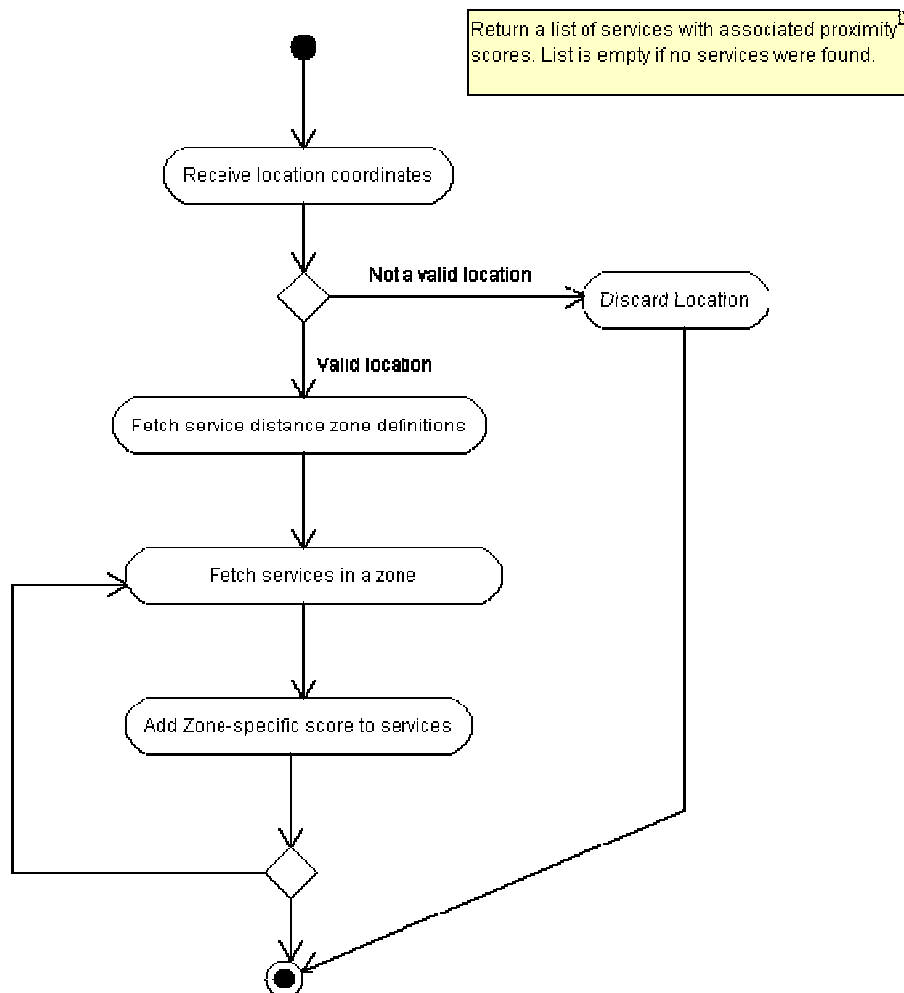 Return a list of services with associated proximity
scores. List is empty if no services were found.
Receive location coordinates
Not a valid location
Discard Location
Valid location
Fetch service distance zone definitions
Fetch services in a zone
Add Zone-specific score to services